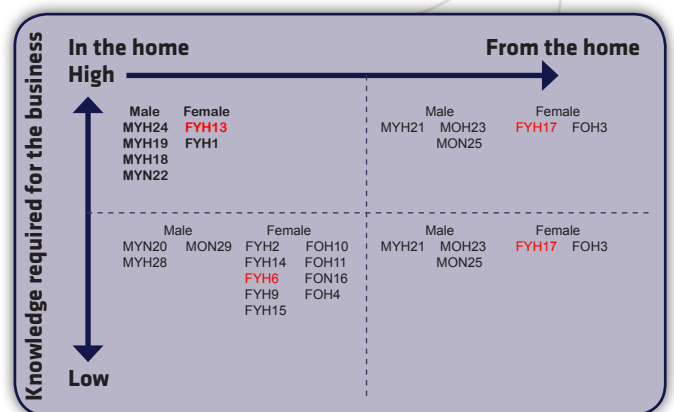 Knowledge required for the business
In the home From the home
High
Male Female
MYH24 FYH13
MYH19 FYH1
MYH18
MYN22
Male Female
MYH21 MOH23 FYH17 FOH3
MON25
Male Female
MYN20 MON29 FYH2 FOH10
MYH28 FYH14 FOH11
FYH6 FON16
FYH9 FOH4
FYH15
Male Female
MYH21 MOH23 FYH17 FOH3
MON25
Low